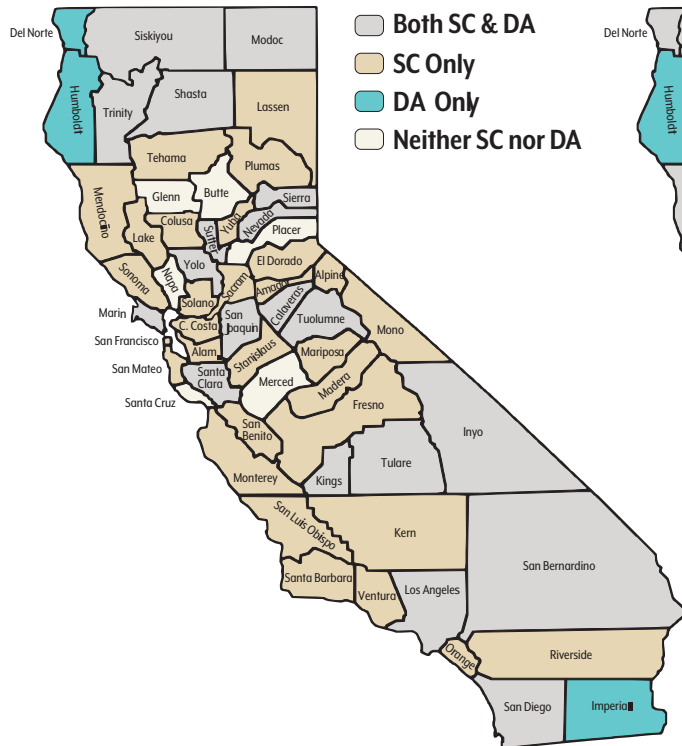 Both SC & DA
SC Only
DA Only
Neither SC nor DA
Del Norte
Siskiyou
Modoc
Humboldt
Trinity
Shasta
Lassen
Tehama
Plumas
Mendocino
Glenn
Butte
Sierra
Lake
Colusa
Sutter
Yuba
Nevada
Placer
Sonoma
Napa
Yolo
El Dorado
Sacram
Amador
Alpine
Solano
Marin
C. Costa
San
Joaquin
Calaveras
Tuolumne
Mono
San Francisco
Alam
Stanislaus
Mariposa
San Mateo
Santa
Clara
Merced
Madera
Santa Cruz
San
Benito
Fresno
Inyo
Monterey
Kings
Tulare
San Luis Obispo
Kern
Santa Barbara
Ventura
Los Angeles
San Bernardino
Orange
Riverside
San Diego
Imperia
Del Norte
Humboldt